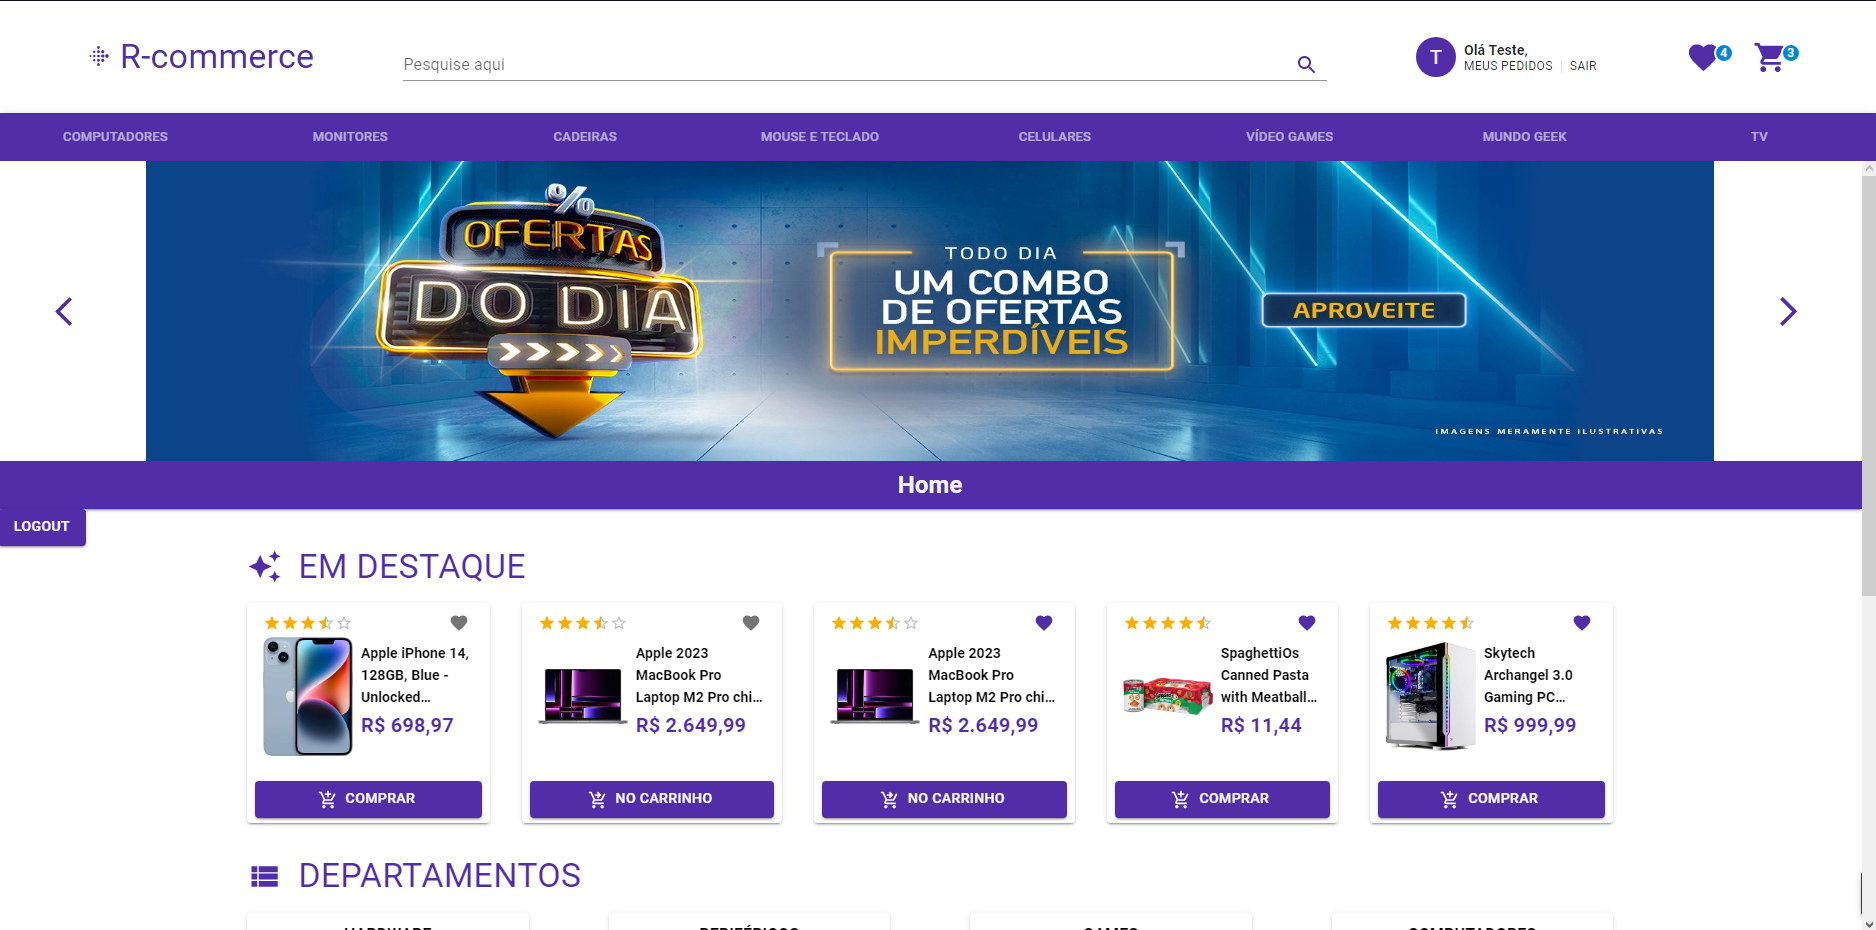 R-commerce
Pesquise aqui
T
Olá Teste,
MEUS PEDIDOS | SAIR
4
3
COMPUTADORES
MONITORES
CADEIRAS
MOUSE E TECLADO
CELULARES
VÍDEO GAMES
MUNDO GEEK
TV
%
OFERTAS
DO DIA
TODO DIA
UM COMBO
DE OFERTAS
IMPERDÍVEIS
APROVEITE
IMAGENS MERAMENTE ILUSTRATIVAS
Home
LOGOUT
EM DESTAQUE
Apple iPhone 14,
128GB, Blue -
Unlocked...
R$ 698,97
COMPRAR
Apple 2023
MacBook Pro
Laptop M2 Pro chi...
R$ 2.649,99
NO CARRINHO
Apple 2023
MacBook Pro
Laptop M2 Pro chi...
R$ 2.649,99
NO CARRINHO
SpaghettiOs
Canned Pasta
with Meatball...
R$ 11,44
COMPRAR
Skytech
Archangel 3.0
Gaming PC...
R$ 999,99
COMPRAR
DEPARTAMENTOS
HARDWARE
PERIFÉRICOS
GAMES
COMPUTADORES